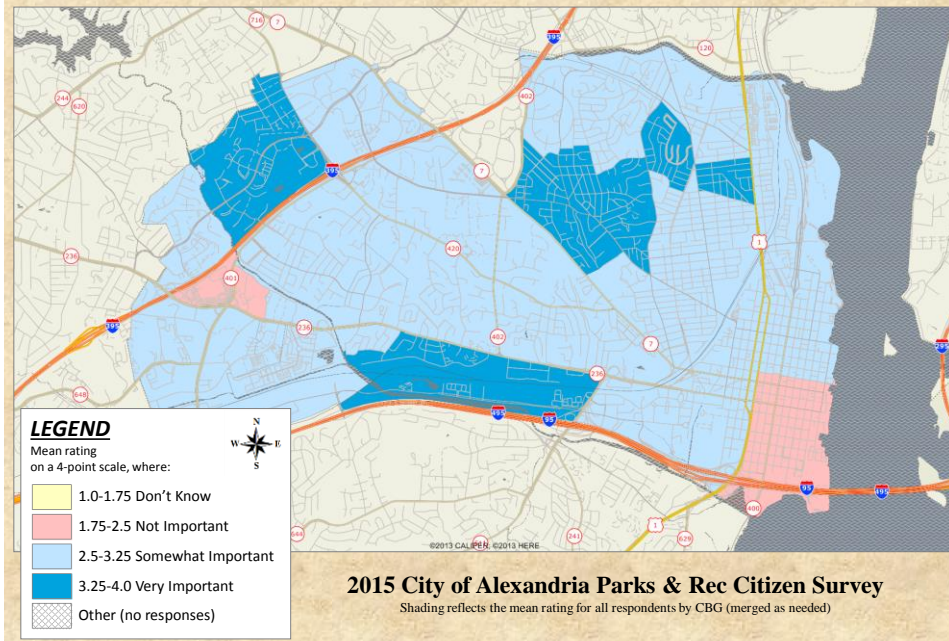 716
7
395
120
244
620
402
7
395
236
420
1
401
395
236
402
7
295
648
236
495
95
LEGEND
Mean rating
on a 4-point scale, where:
N
W E
S
1.0-1.75 Don't Know
1.75-2.5 Not Important
2.5-3.25 Somewhat Important
3.25-4.0 Very Important
Other (no responses)
95
495
400
1
644
241
629
©2013 CALIPER; ©2013 HERE
2015 City of Alexandria Parks & Rec Citizen Survey
Shading reflects the mean rating for all respondents by CBG (merged as needed)